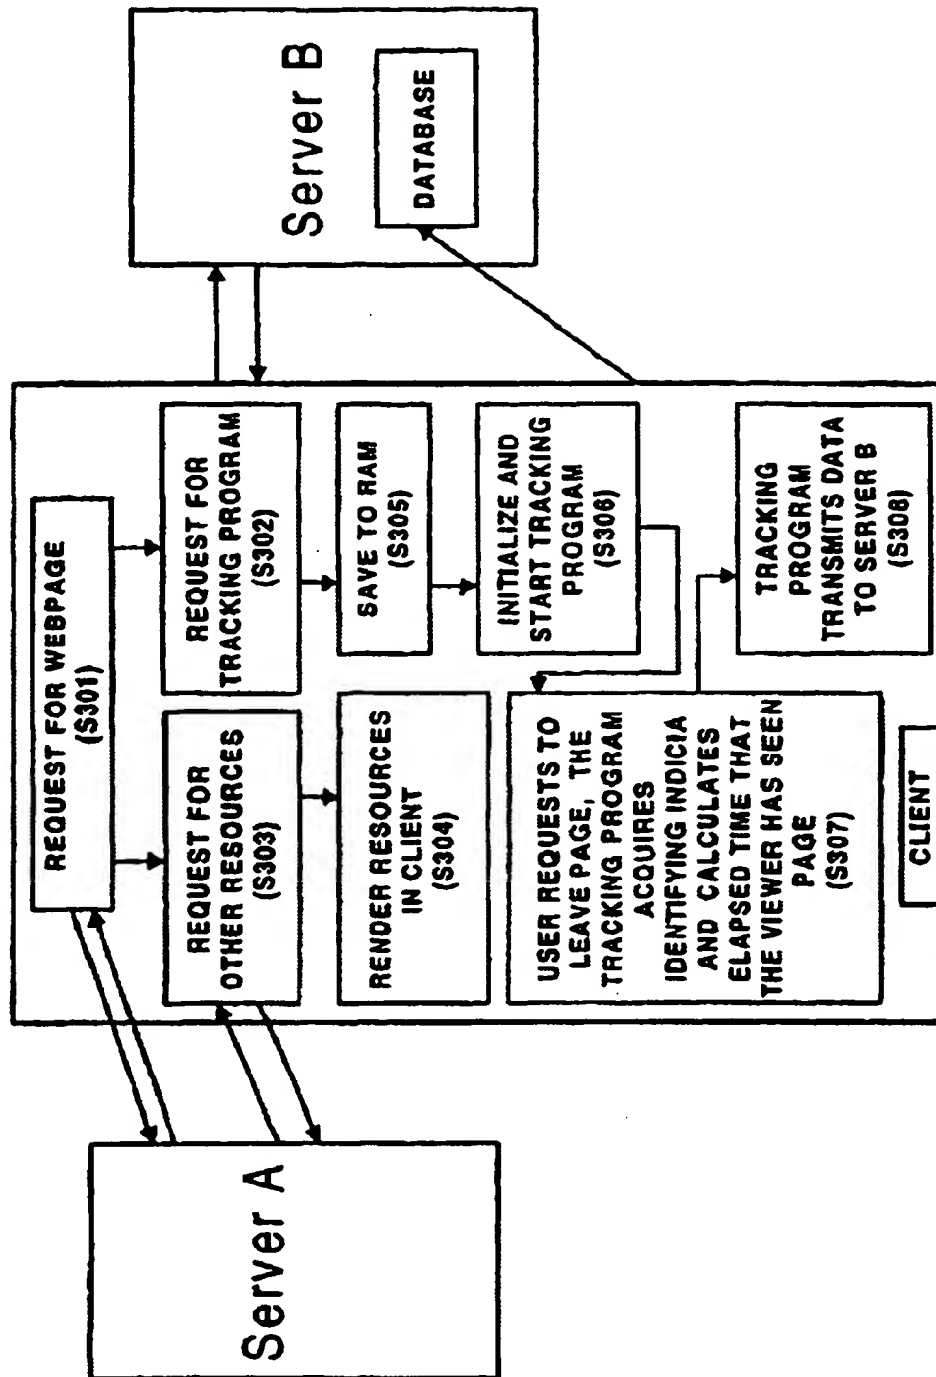 Server A
REQUEST FOR WEBPAGE
(S301)
REQUEST FOR
OTHER RESOURCES
(S303)
REQUEST FOR
TRACKING PROGRAM
(S302)
RENDER RESOURCES
IN CLIENT
(S304)
SAVE TO RAM
(S305)
INITIALIZE AND
START TRACKING
PROGRAM
(S306)
USER REQUESTS TO
LEAVE PAGE, THE
TRACKING PROGRAM
ACQUIRES
IDENTIFYING INDICIA
AND CALCULATES
ELAPSED TIME THAT
THE VIEWER HAS SEEN
PAGE
(S307)
TRACKING
PROGRAM
TRANSMITS DATA
TO SERVER B
(S308)
CLIENT
Server B
DATABASE